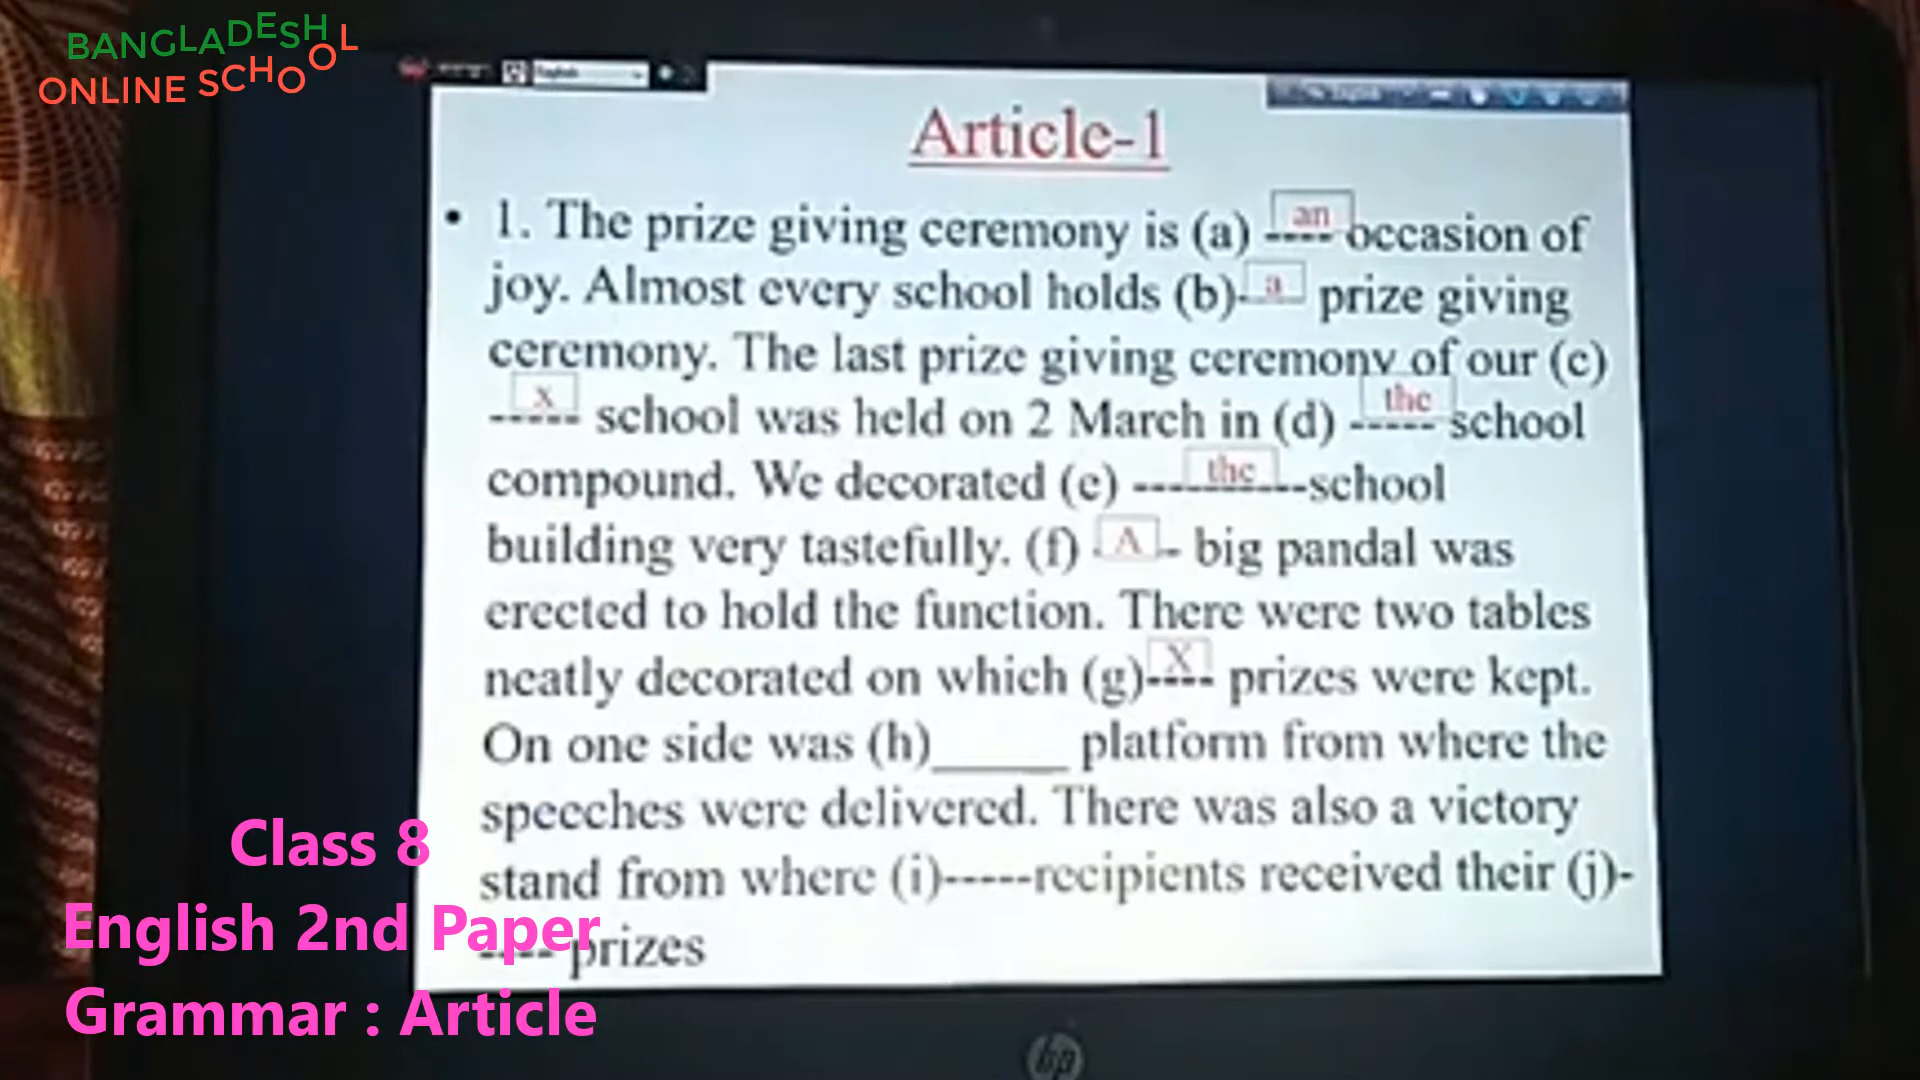 BANGLADESH
ONLINE SCHOOL
English
English
Article-1
• 1. The prize giving ceremony is (a) ---- an occasion of
joy. Almost every school holds (b)- a prize giving
ceremony. The last prize giving ceremony of our (c)
----- x school was held on 2 March in (d) ----- the school
compound. We decorated (e) ---------- the school
building very tastefully. (f) - A - big pandal was
erected to hold the function. There were two tables
neatly decorated on which (g)---- X prizes were kept.
On one side was (h)______ platform from where the
speeches were delivered. There was also a victory
stand from where (i)-----recipients received their (j)-
---- prizes
Class 8
English 2nd Paper
Grammar : Article
hp